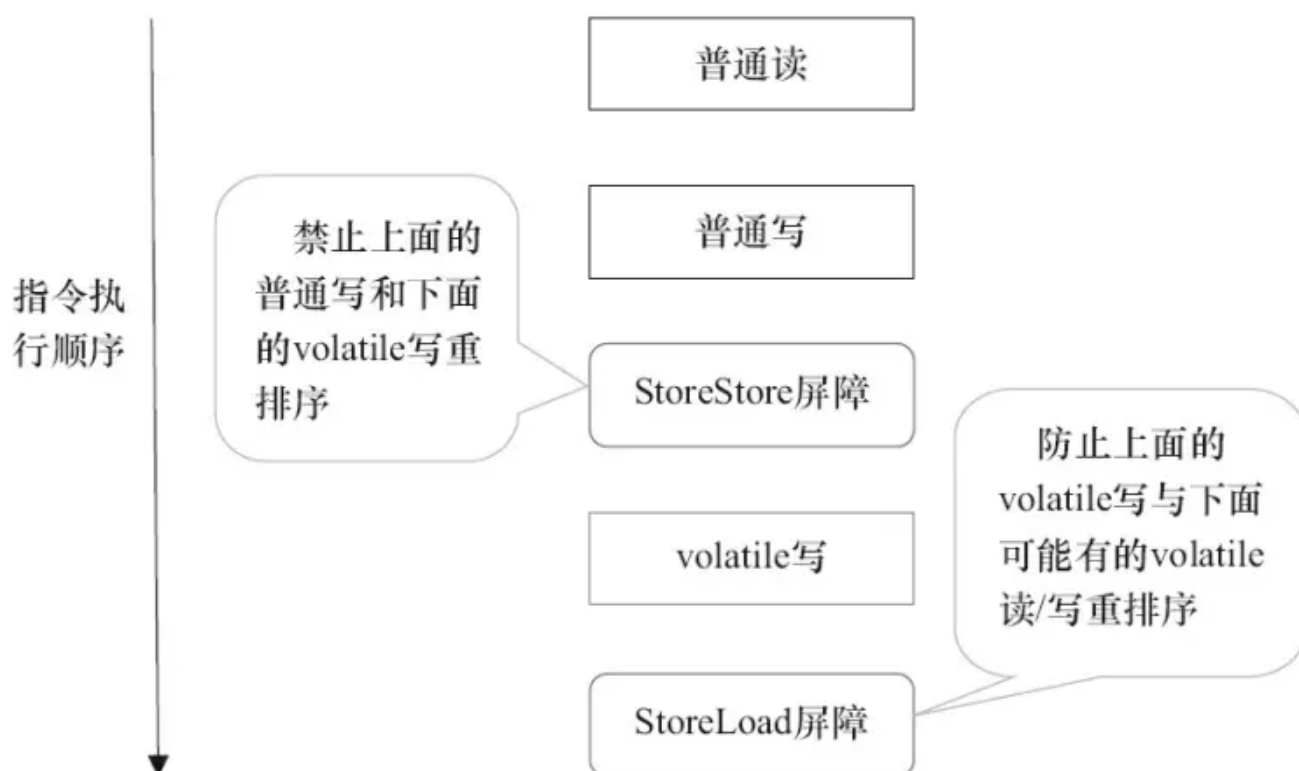 普通读
普通写
禁止上面的
普通写和下面
的volatile写重
排序
指令执
行顺序
StoreStore屏障
防止上面的
volatile写与下面
可能有的volatile
读/写重排序
volatile写
StoreLoad屏障